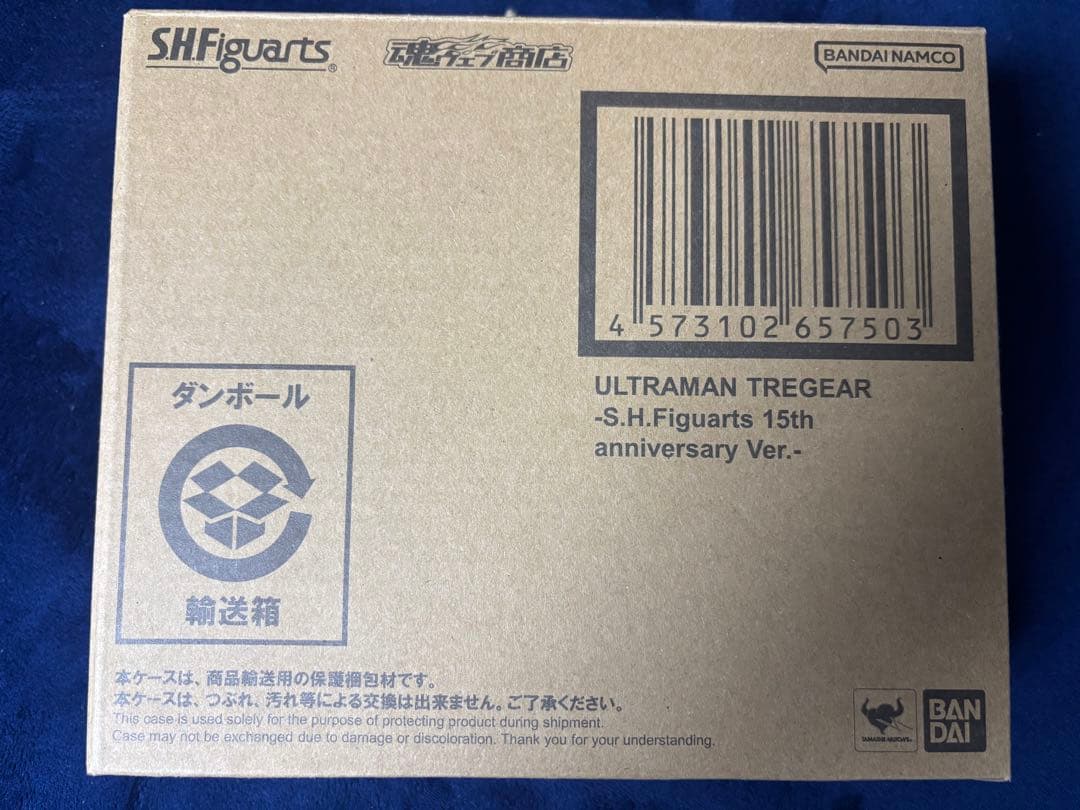 S.H.Figuarts®
魂ウェブ商店
BANDAI NAMCO
4 573102 657503
ULTRAMAN TREGEAR
-S.H.Figuarts 15th
anniversary Ver.-
ダンボール
輸送箱
本ケースは、商品輸送用の保護梱包材です。
本ケースは、つぶれ、汚れ等による交換は出来ません。ご了承ください。
This case is used solely for the purpose of protecting product during shipment.
Case may not be exchanged due to damage or discoloration. Thank you for your understanding.
TAMASHII NATIONS
BAN
DAI